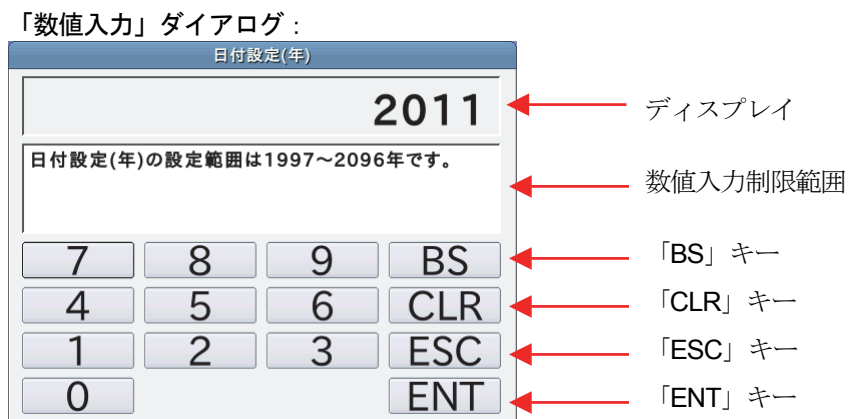 「数値入力」ダイアログ：
日付設定(年)
2011
ディスプレイ
日付設定(年)の設定範囲は1997～2096年です。
数値入力制限範囲
7 8 9 BS
「BS」キー
4 5 6 CLR
「CLR」キー
1 2 3 ESC
「ESC」キー
0 ENT
「ENT」キー